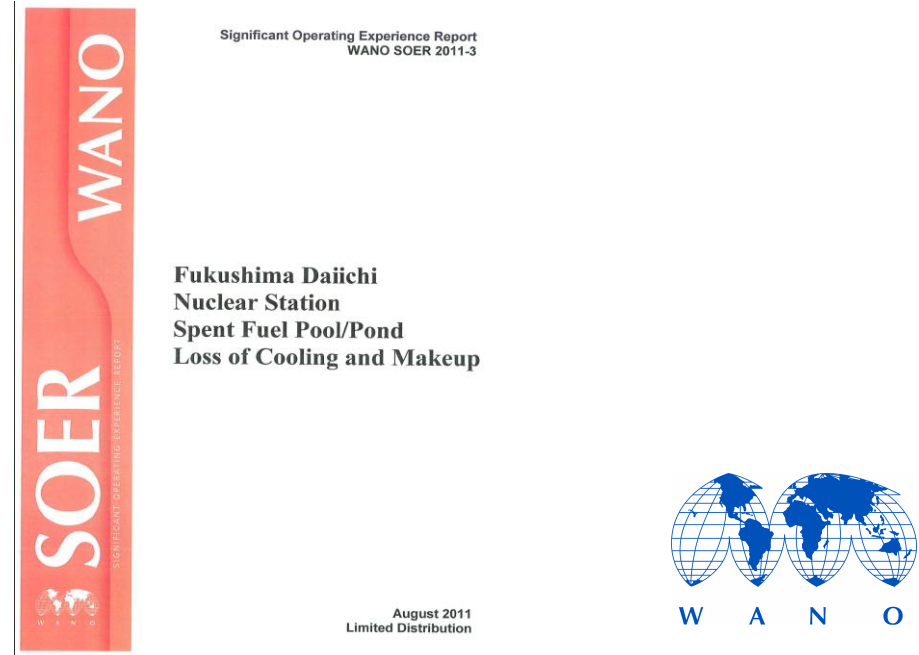 Significant Operating Experience Report
WANO SOER 2011-3
WANO
SOER
SIGNIFICANT OPERATING EXPERIENCE REPORT
W A N O
Fukushima Daiichi
Nuclear Station
Spent Fuel Pool/Pond
Loss of Cooling and Makeup
August 2011
Limited Distribution
W A N O